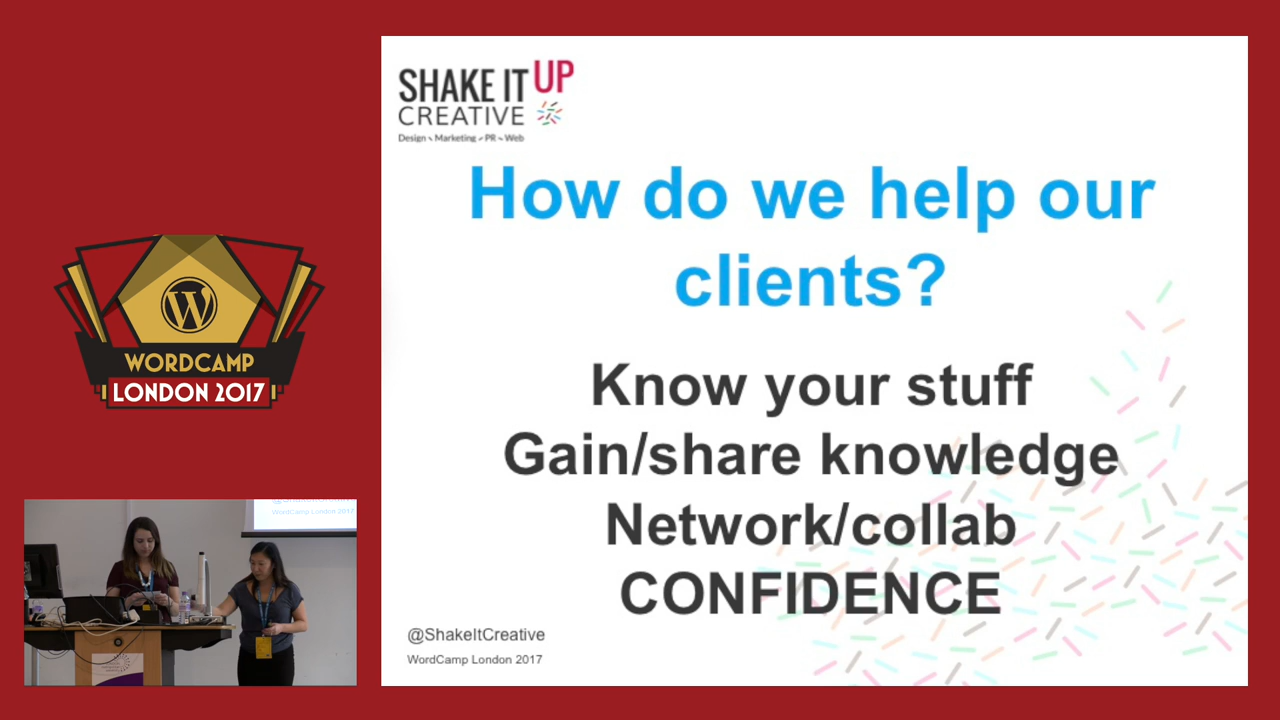 SHAKE IT UP
CREATIVE
Design ~ Marketing ~ PR ~ Web
How do we help our
clients?
Know your stuff
Gain/share knowledge
Network/collab
CONFIDENCE
@ShakeItCreative
WordCamp London 2017
WORDCAMP
LONDON 2017
WordCamp London 2017